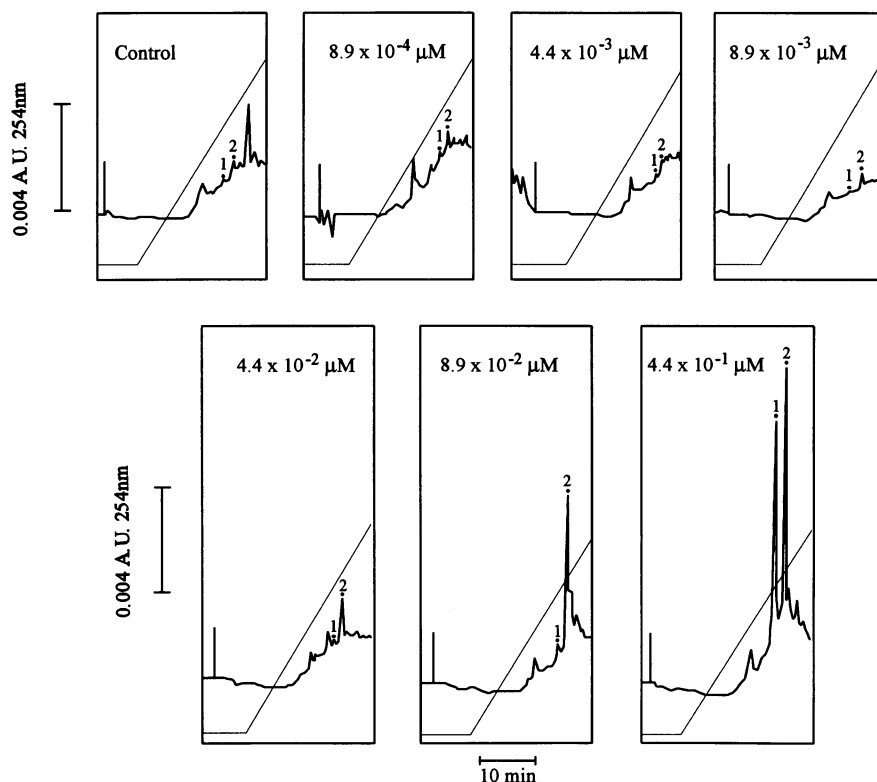 Control
8.9 x 10⁻⁴ µM
4.4 x 10⁻³ µM
8.9 x 10⁻³ µM
0.004 A.U. 254nm
1
2
1
2
1
2
1
2
4.4 x 10⁻² µM
8.9 x 10⁻² µM
4.4 x 10⁻¹ µM
0.004 A.U. 254nm
1
2
1
2
1
2
10 min